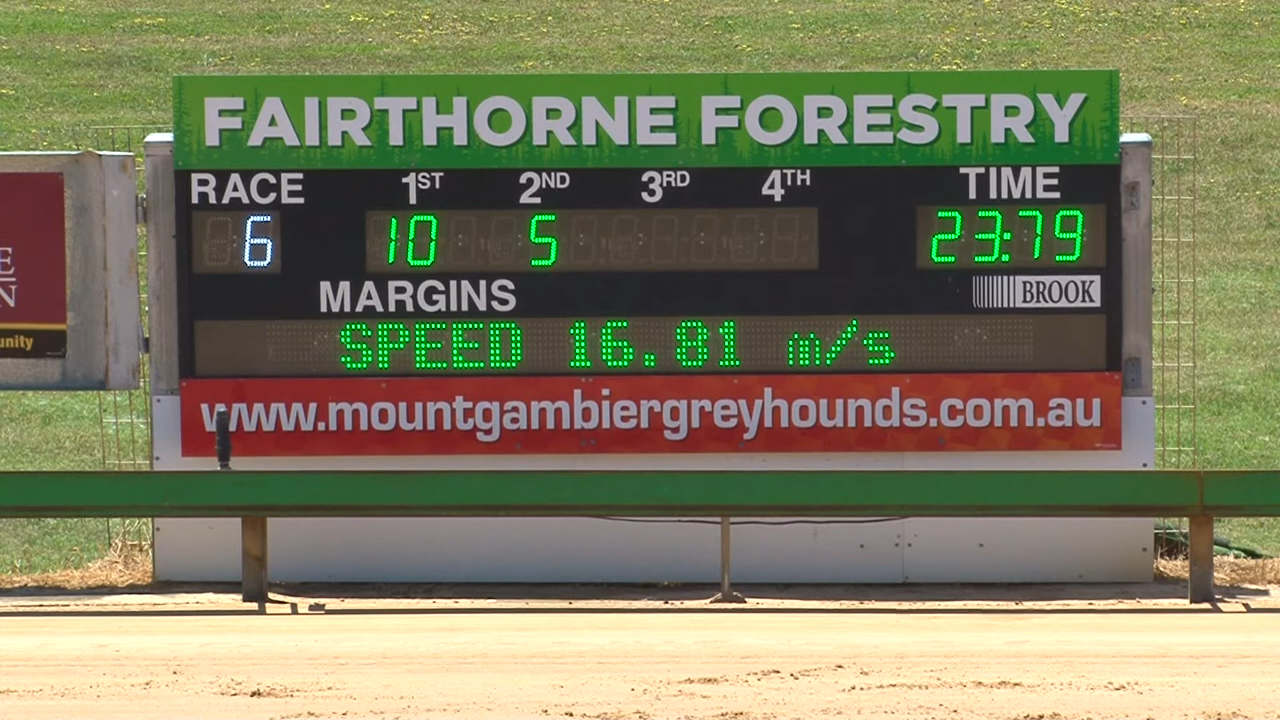 FAIRTHORNE FORESTRY
RACE 1ST 2ND 3RD 4TH TIME
6 10 5 23:79
MARGINS BROOK
SPEED 16.81 m/s
www.mountgambiergreyhounds.com.au
E
N
unity